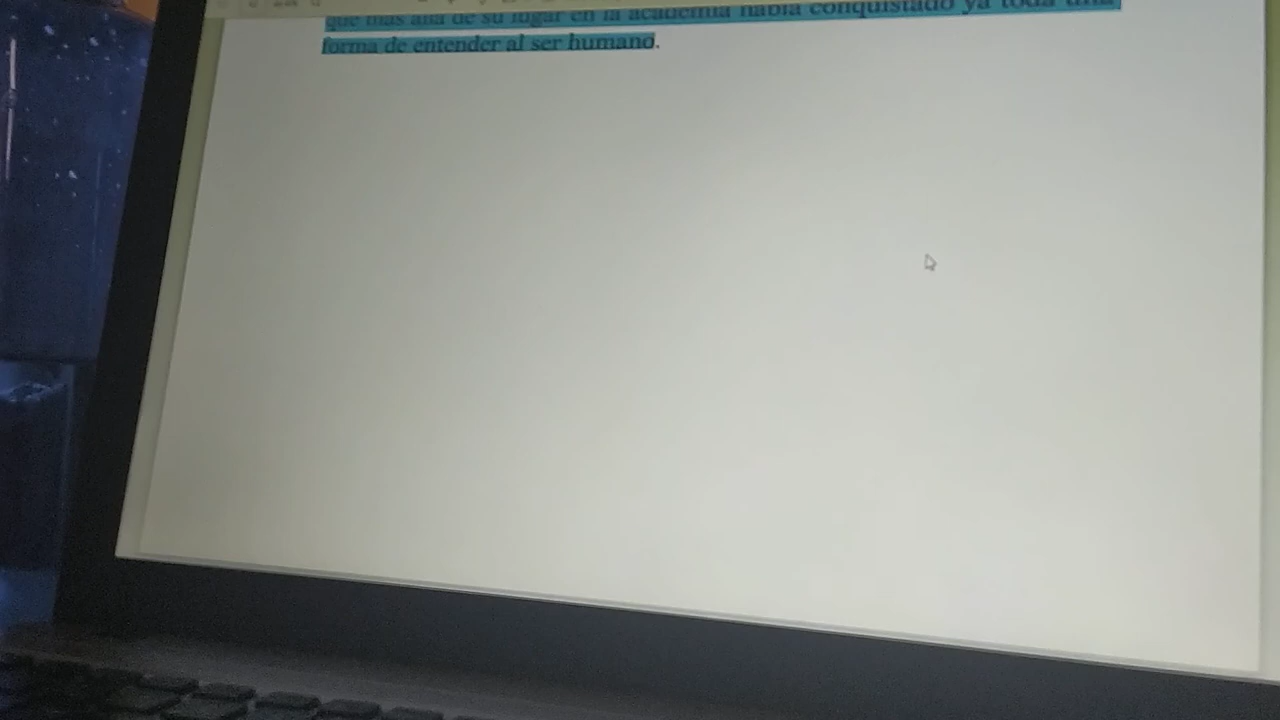 que más allá de su lugar en la academia había conquistado ya toda una
forma de entender al ser humano.